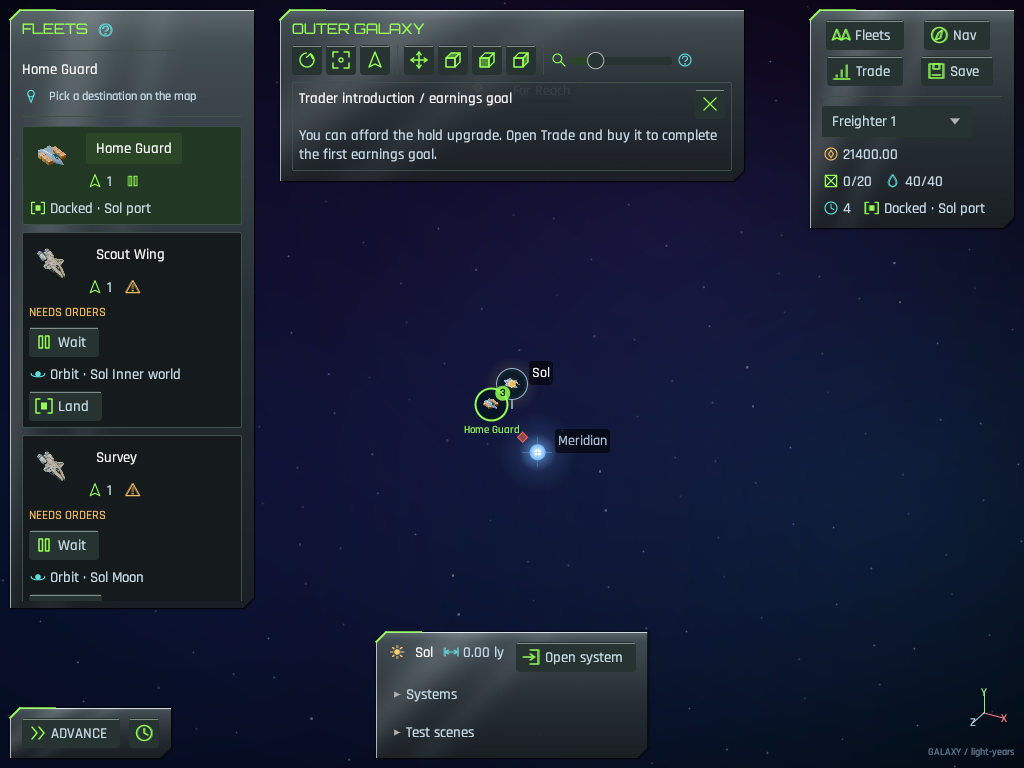 FLEETS
Home Guard
Pick a destination on the map
Home Guard
1
Docked · Sol port
Scout Wing
1
NEEDS ORDERS
Wait
Orbit · Sol Inner world
Land
Survey
1
NEEDS ORDERS
Wait
Orbit · Sol Moon
ADVANCE
OUTER GALAXY
Far Reach
Trader introduction / earnings goal
You can afford the hold upgrade. Open Trade and buy it to complete
the first earnings goal.
Sol
3
Home Guard
Meridian
Sol 0.00 ly Open system
Systems
Test scenes
Fleets Nav
Trade Save
Freighter 1
21400.00
0/20 40/40
4 Docked · Sol port
Y
Z X
GALAXY / light-years